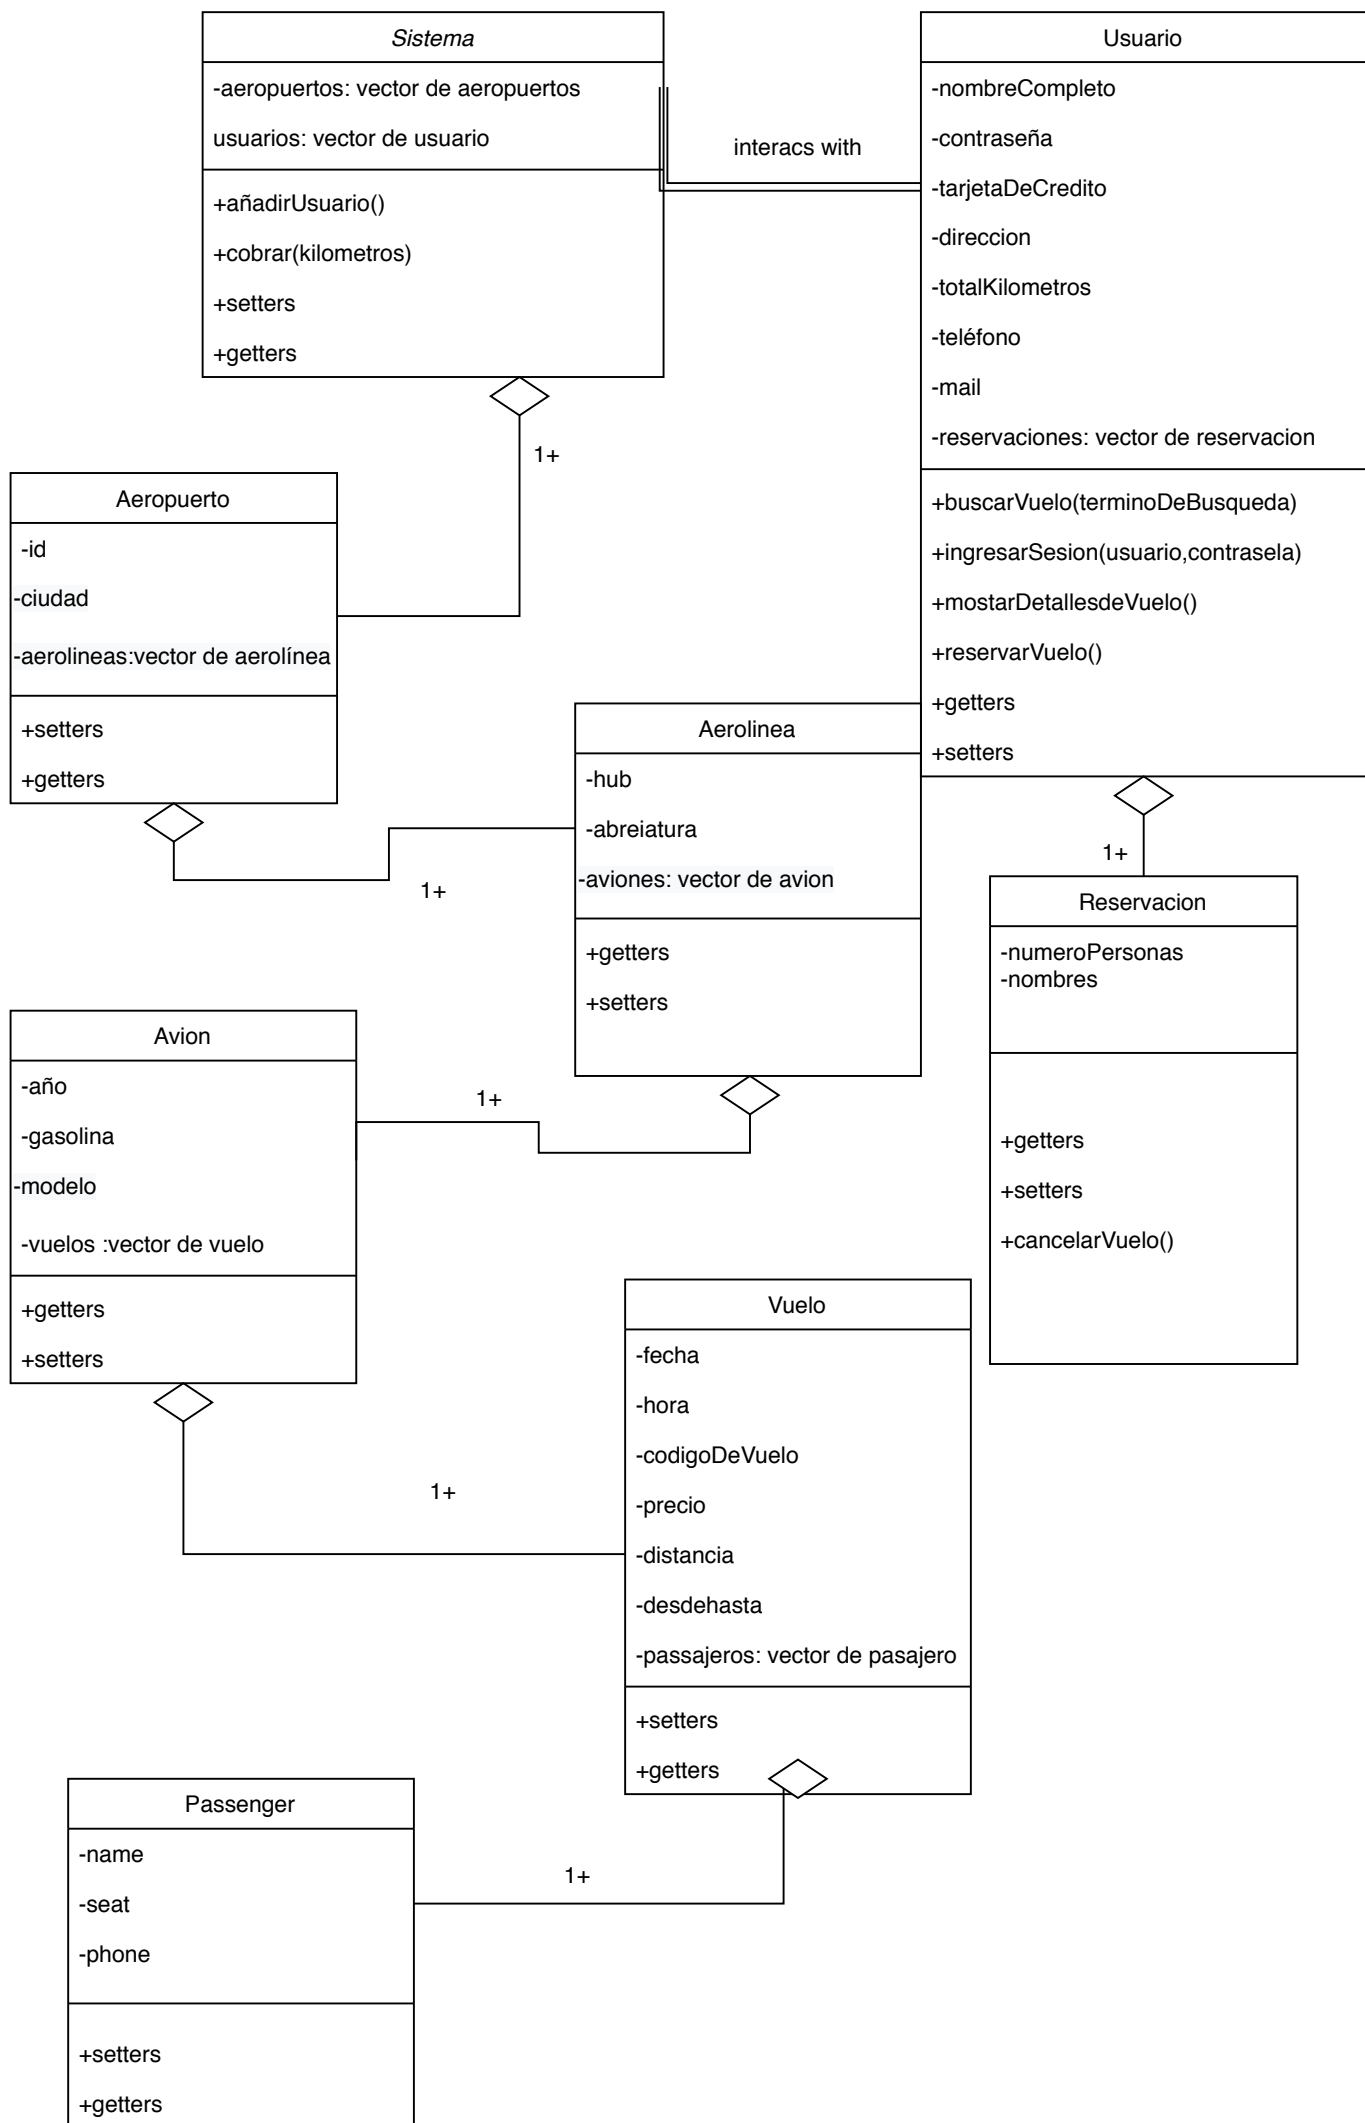 Sistema
-aeropuertos: vector de aeropuertos
usuarios: vector de usuario
+añadirUsuario()
+cobrar(kilometros)
+setters
+getters
interacs with
Usuario
-nombreCompleto
-contraseña
-tarjetaDeCredito
-direccion
-totalKilometros
-teléfono
-mail
-reservaciones: vector de reservacion
+buscarVuelo(terminoDeBusqueda)
+ingresarSesion(usuario,contrasela)
+mostarDetallesdeVuelo()
+reservarVuelo()
+getters
+setters
1+
Aeropuerto
-id
-ciudad
-aerolineas:vector de aerolínea
+setters
+getters
1+
Aerolinea
-hub
-abreiatura
-aviones: vector de avion
+getters
+setters
1+
Reservacion
-numeroPersonas
-nombres
+getters
+setters
+cancelarVuelo()
1+
Avion
-año
-gasolina
-modelo
-vuelos :vector de vuelo
+getters
+setters
1+
Vuelo
-fecha
-hora
-codigoDeVuelo
-precio
-distancia
-desdehasta
-passajeros: vector de pasajero
+setters
+getters
1+
Passenger
-name
-seat
-phone
+setters
+getters